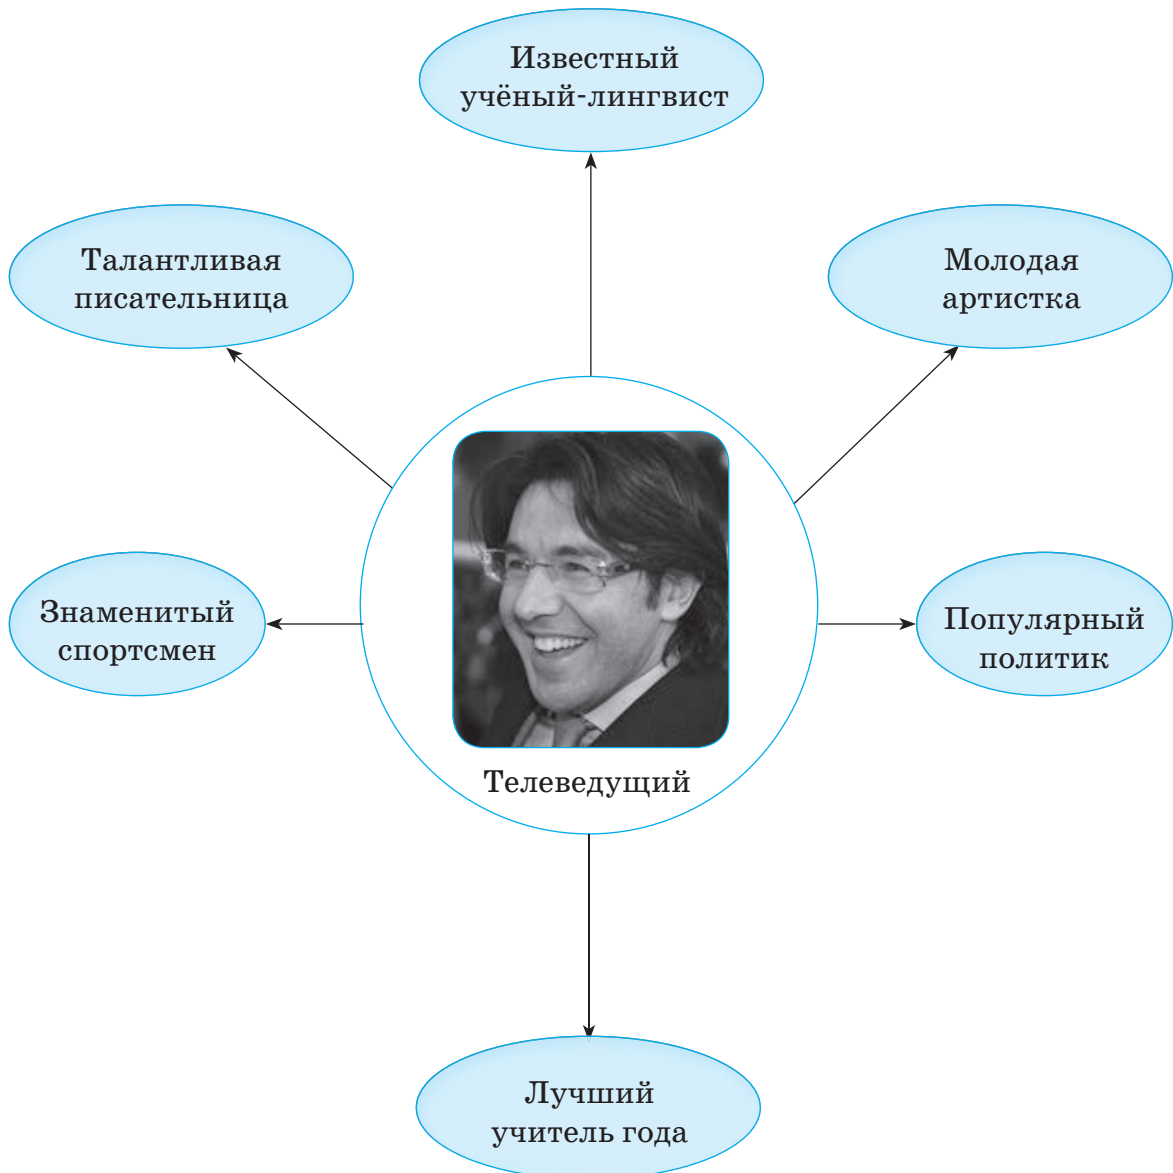 Известный
учёный-лингвист
Талантливая
писательница
Молодая
артистка
Знаменитый
спортсмен
Популярный
политик
Телеведущий
Лучший
учитель года